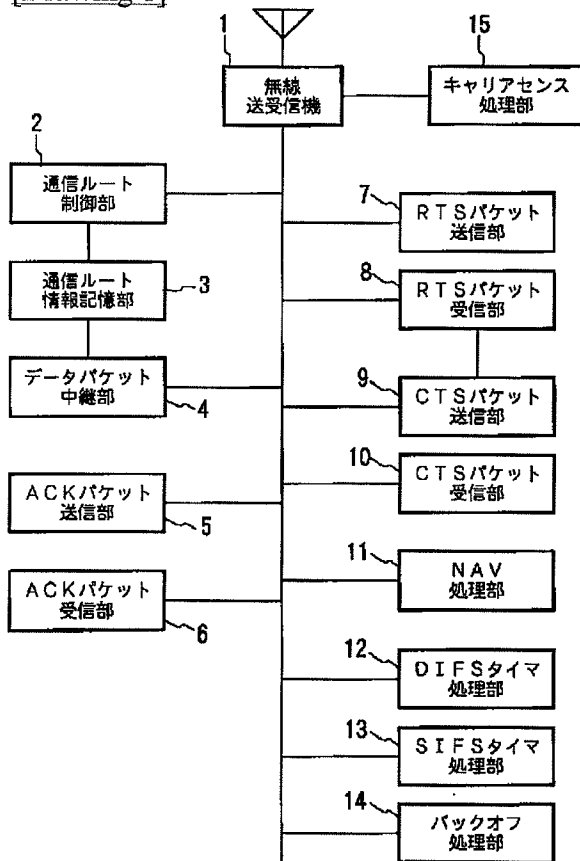 [Drawing 1]
1
無線
送受信機
15
キャリアセンス
処理部
2
通信ルート
制御部
7
RTSパケット
送信部
通信ルート
情報記憶部
3
8
RTSパケット
受信部
データパケット
中継部
4
9
CTSパケット
送信部
ACKパケット
送信部
5
10
CTSパケット
受信部
ACKパケット
受信部
6
11
NAV
処理部
12
DIFSタイマ
処理部
13
SIFSタイマ
処理部
14
バックオフ
処理部